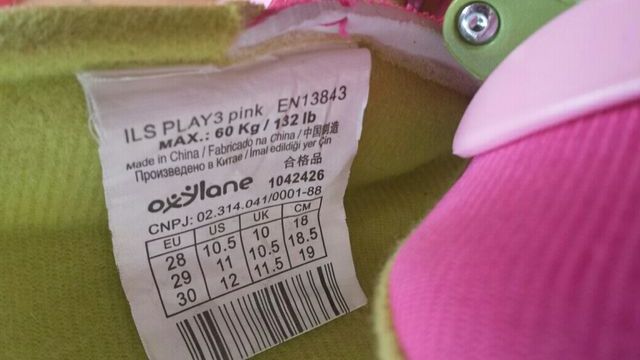 ILS PLAY3 pink EN13843
MAX.: 60 Kg / 132 lb
Made in China / Fabricado na China / 中国制造
Произведено в Китае / İmal edildiği yer Çin
合格品
oxylane 1042426
CNPJ: 02.314.041/0001-88
EU US UK CM
28 10.5 10 18
29 11 10.5 18.5
30 12 11.5 19